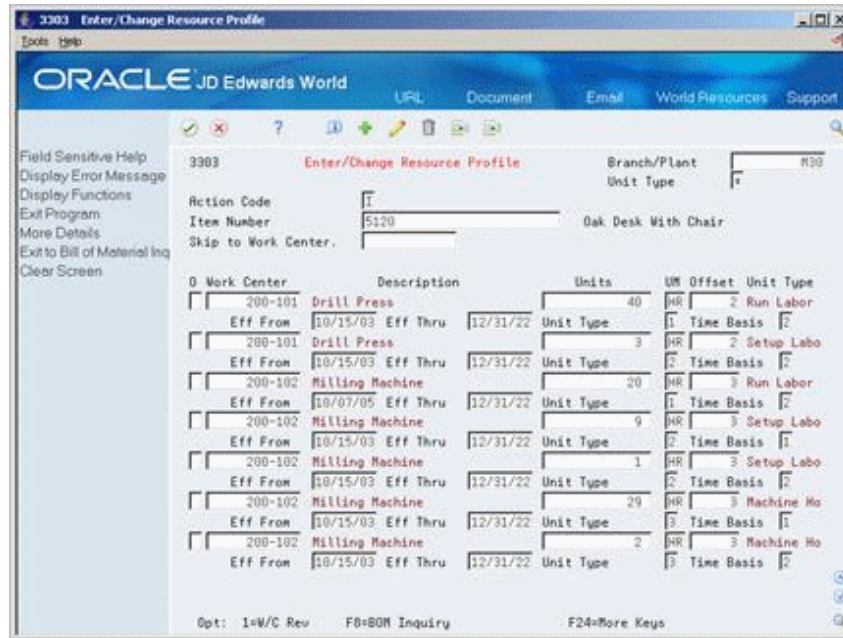 3303 Enter/Change Resource Profile
Tools Help
ORACLE JD Edwards World
URL Document Email World Resources Support
Field Sensitive Help
Display Error Message
Display Functions
Exit Program
More Details
Exit to Bill of Material Inq
Clear Screen
3303 Enter/Change Resource Profile Branch/Plant M30
Unit Type *
Action Code I
Item Number 5120 Oak Desk With Chair
Skip to Work Center.
O Work Center Description Units UM Offset Unit Type
200-101 Drill Press 40 HR 2 Run Labor
Eff From 10/15/03 Eff Thru 12/31/22 Unit Type 1 Time Basis 2
200-101 Drill Press 3 HR 2 Setup Labo
Eff From 10/15/03 Eff Thru 12/31/22 Unit Type 2 Time Basis 2
200-102 Milling Machine 20 HR 3 Run Labor
Eff From 10/07/05 Eff Thru 12/31/22 Unit Type 1 Time Basis 2
200-102 Milling Machine 9 HR 3 Setup Labo
Eff From 10/15/03 Eff Thru 12/31/22 Unit Type 2 Time Basis 1
200-102 Milling Machine 1 HR 3 Setup Labo
Eff From 10/15/03 Eff Thru 12/31/22 Unit Type 2 Time Basis 2
200-102 Milling Machine 29 HR 3 Machine Ho
Eff From 10/15/03 Eff Thru 12/31/22 Unit Type 3 Time Basis 1
200-102 Milling Machine 2 HR 3 Machine Ho
Eff From 10/15/03 Eff Thru 12/31/22 Unit Type 3 Time Basis 2
Opt: 1=W/C Rev F8=BOM Inquiry F24=More Keys